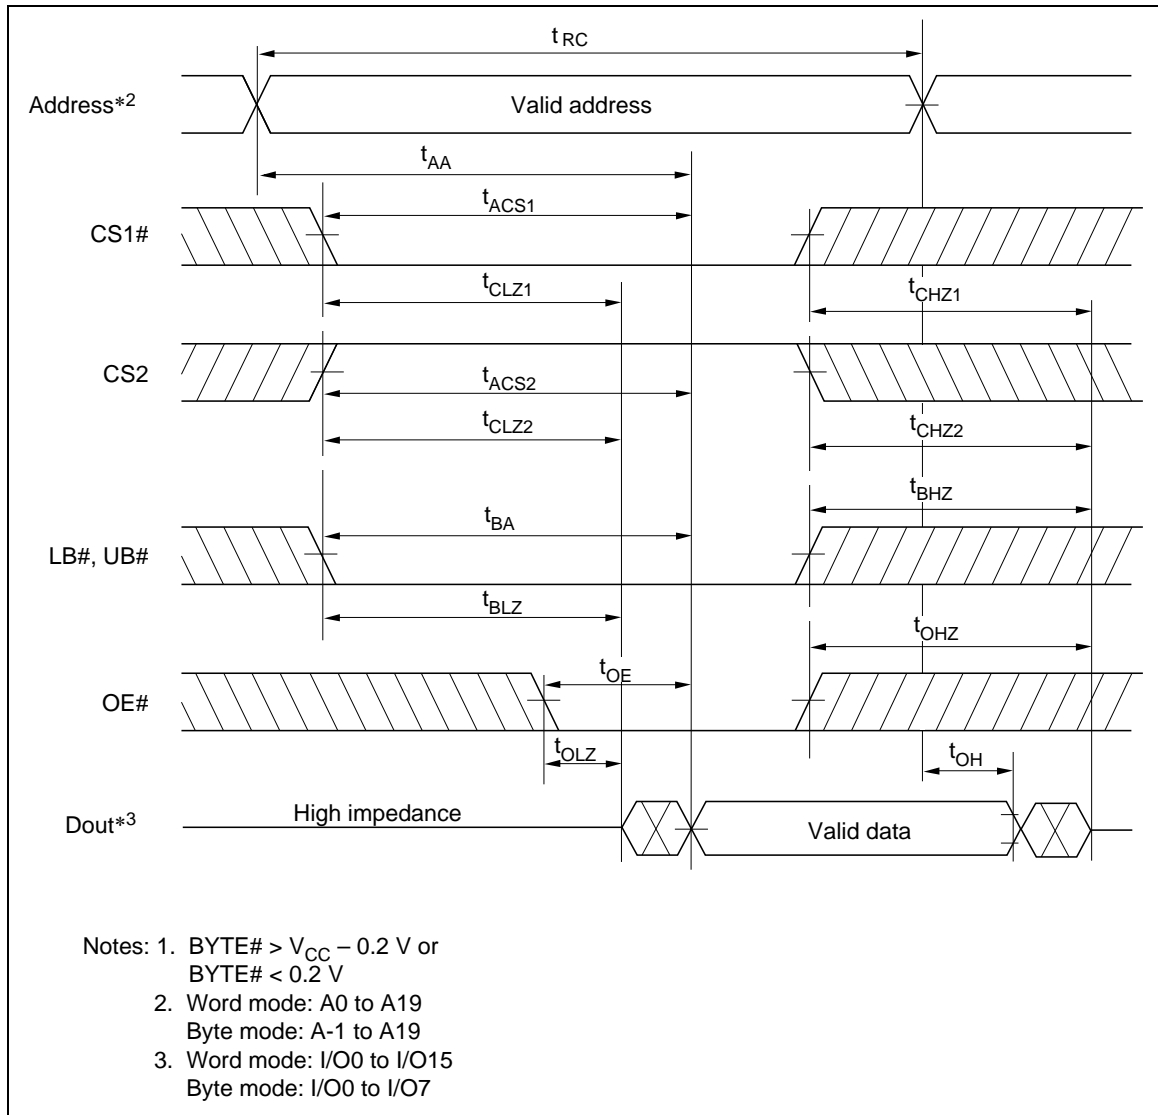 tRC
Address*2
Valid address
tAA
tACS1
CS1#
tCLZ1
tCHZ1
CS2
tACS2
tCLZ2
tCHZ2
tBHZ
tBA
LB#, UB#
tBLZ
tOHZ
tOE
OE#
tOLZ
tOH
High impedance
Dout*3
Valid data
Notes: 1. BYTE# > VCC – 0.2 V or
BYTE# < 0.2 V
2. Word mode: A0 to A19
Byte mode: A-1 to A19
3. Word mode: I/O0 to I/O15
Byte mode: I/O0 to I/O7